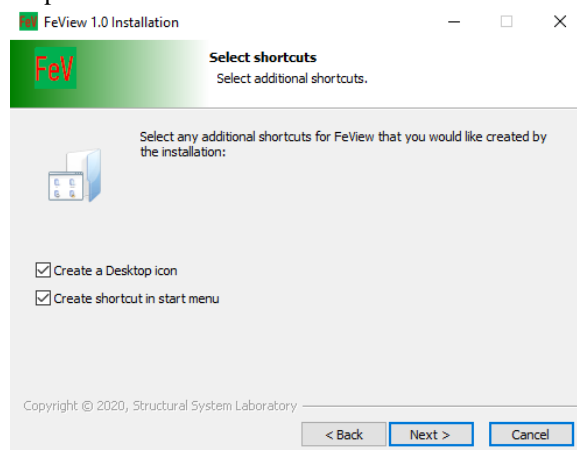 FeV FeView 1.0 Installation
FeV
Select shortcuts
Select additional shortcuts.
Select any additional shortcuts for FeView that you would like created by
the installation:
Create a Desktop icon
Create shortcut in start menu
Copyright © 2020, Structural System Laboratory
< Back Next > Cancel